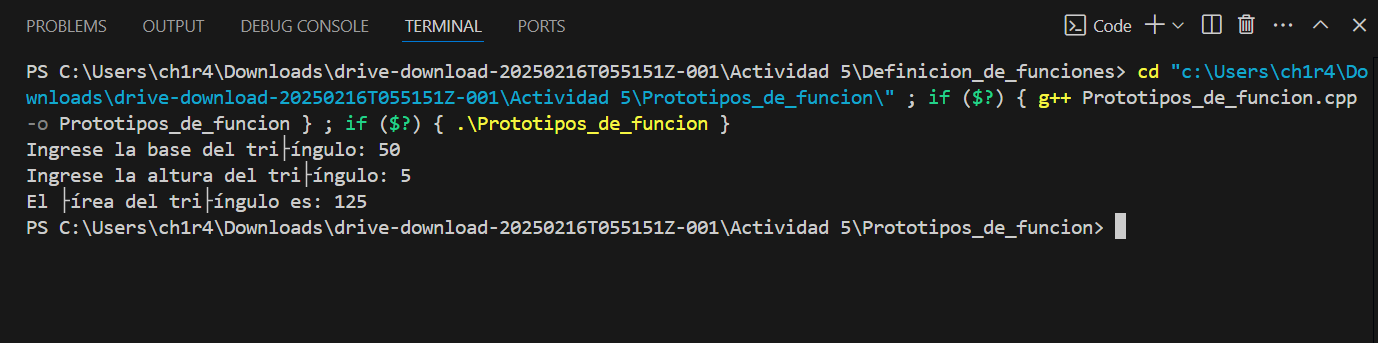 PROBLEMS OUTPUT DEBUG CONSOLE TERMINAL PORTS Code
PS C:\Users\ch1r4\Downloads\drive-download-20250216T055151Z-001\Actividad 5\Definicion_de_funciones> cd "c:\Users\ch1r4\Do
wnloads\drive-download-20250216T055151Z-001\Actividad 5\Prototipos_de_funcion\" ; if ($?) { g++ Prototipos_de_funcion.cpp
-o Prototipos_de_funcion } ; if ($?) { .\Prototipos_de_funcion }
Ingrese la base del tri├íngulo: 50
Ingrese la altura del tri├íngulo: 5
El ├írea del tri├íngulo es: 125
PS C:\Users\ch1r4\Downloads\drive-download-20250216T055151Z-001\Actividad 5\Prototipos_de_funcion>